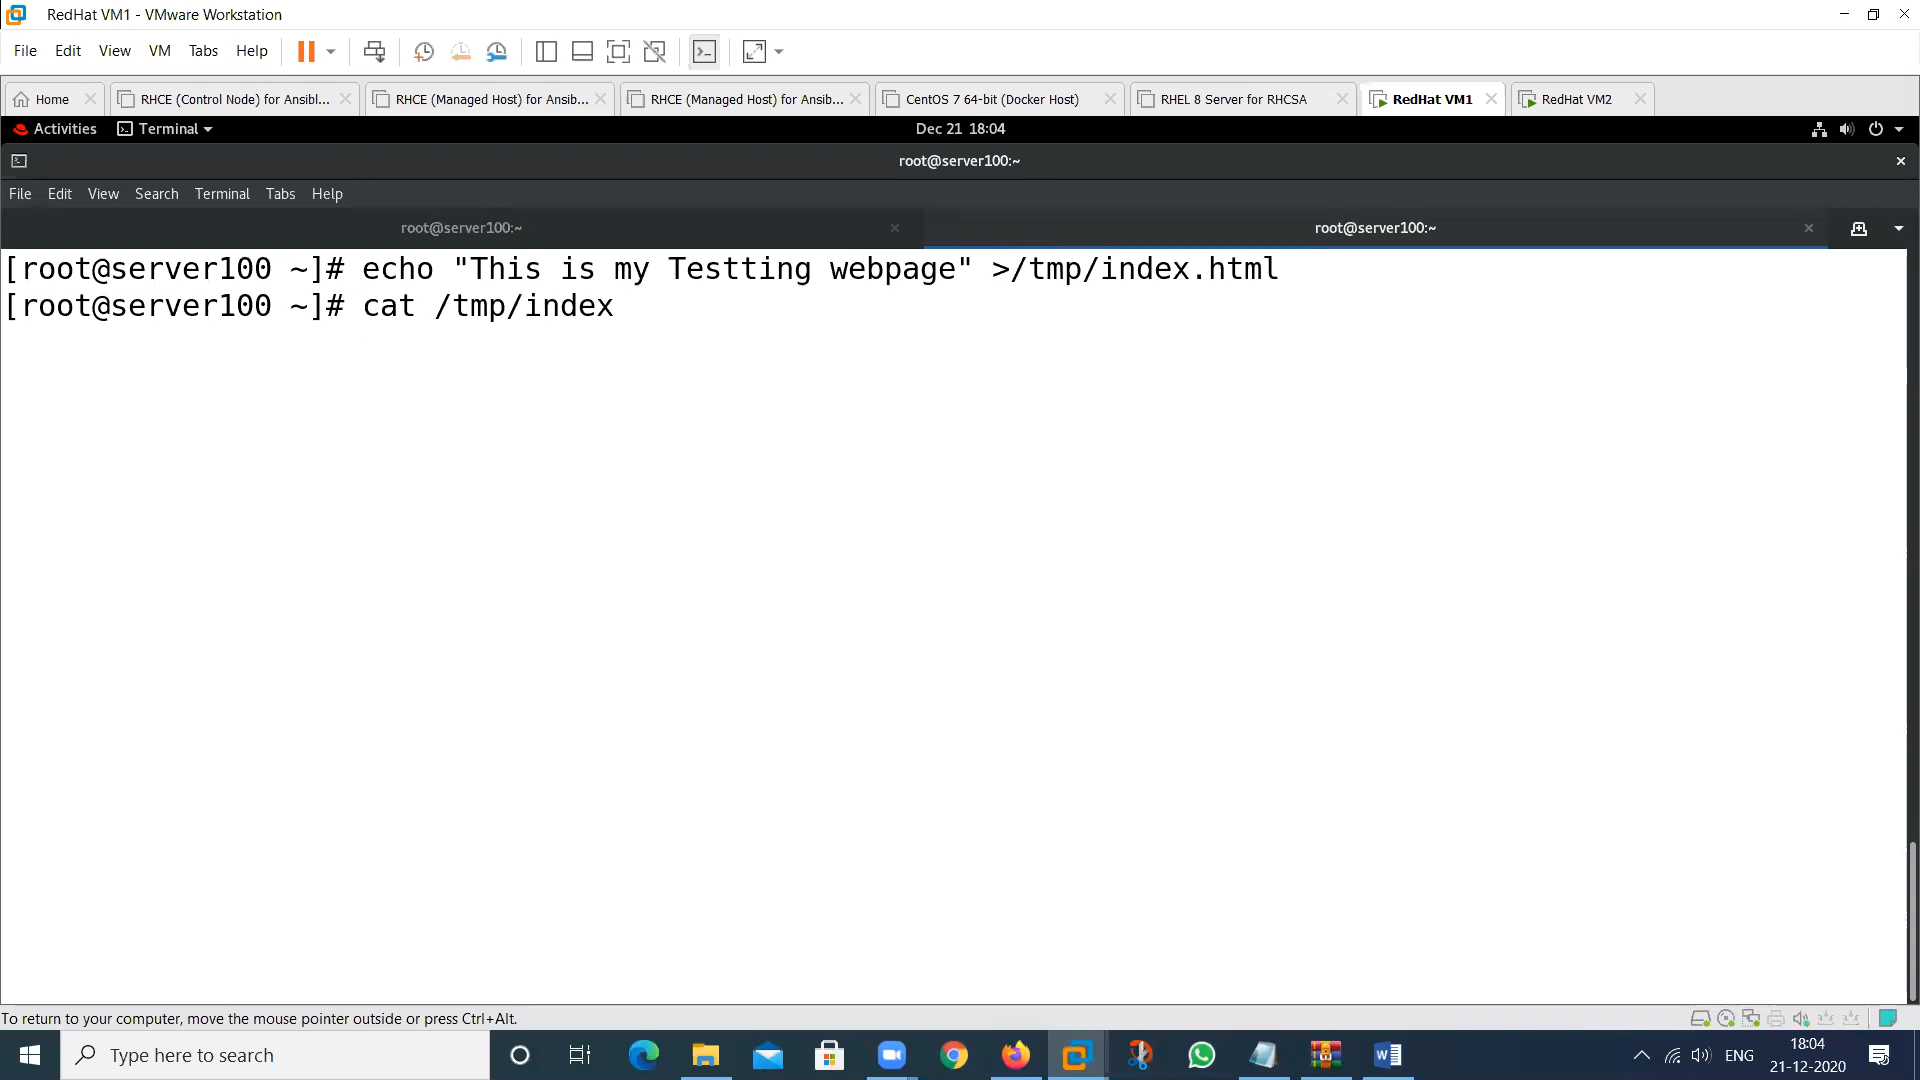 RedHat VM1 - VMware Workstation
File Edit View VM Tabs Help
Home
RHCE (Control Node) for Ansibl...
RHCE (Managed Host) for Ansib...
RHCE (Managed Host) for Ansib...
CentOS 7 64-bit (Docker Host)
RHEL 8 Server for RHCSA
RedHat VM1
RedHat VM2
Activities Terminal Dec 21 18:04
root@server100:~
File Edit View Search Terminal Tabs Help
root@server100:~ root@server100:~
[root@server100 ~]# echo "This is my Testting webpage" >/tmp/index.html
[root@server100 ~]# cat /tmp/index
To return to your computer, move the mouse pointer outside or press Ctrl+Alt.
Type here to search
ENG
18:04
21-12-2020